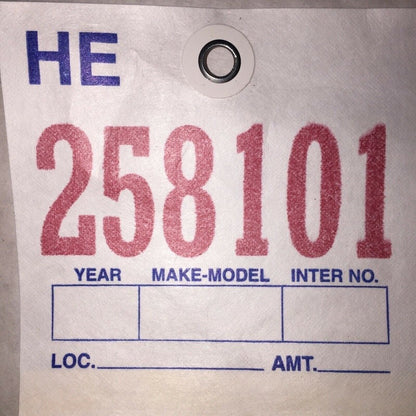 HE
258101
YEAR MAKE-MODEL INTER NO.
LOC. AMT.